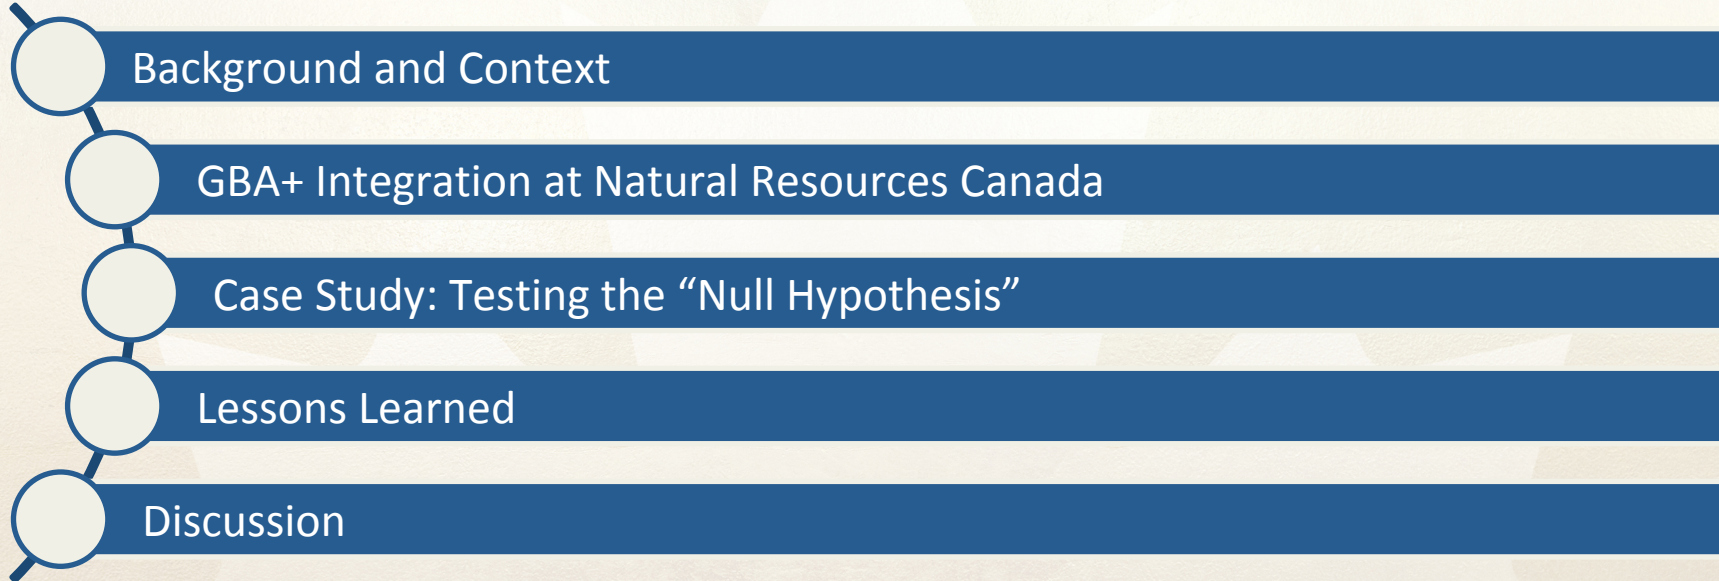 Background and Context
GBA+ Integration at Natural Resources Canada
Case Study: Testing the “Null Hypothesis”
Lessons Learned
Discussion